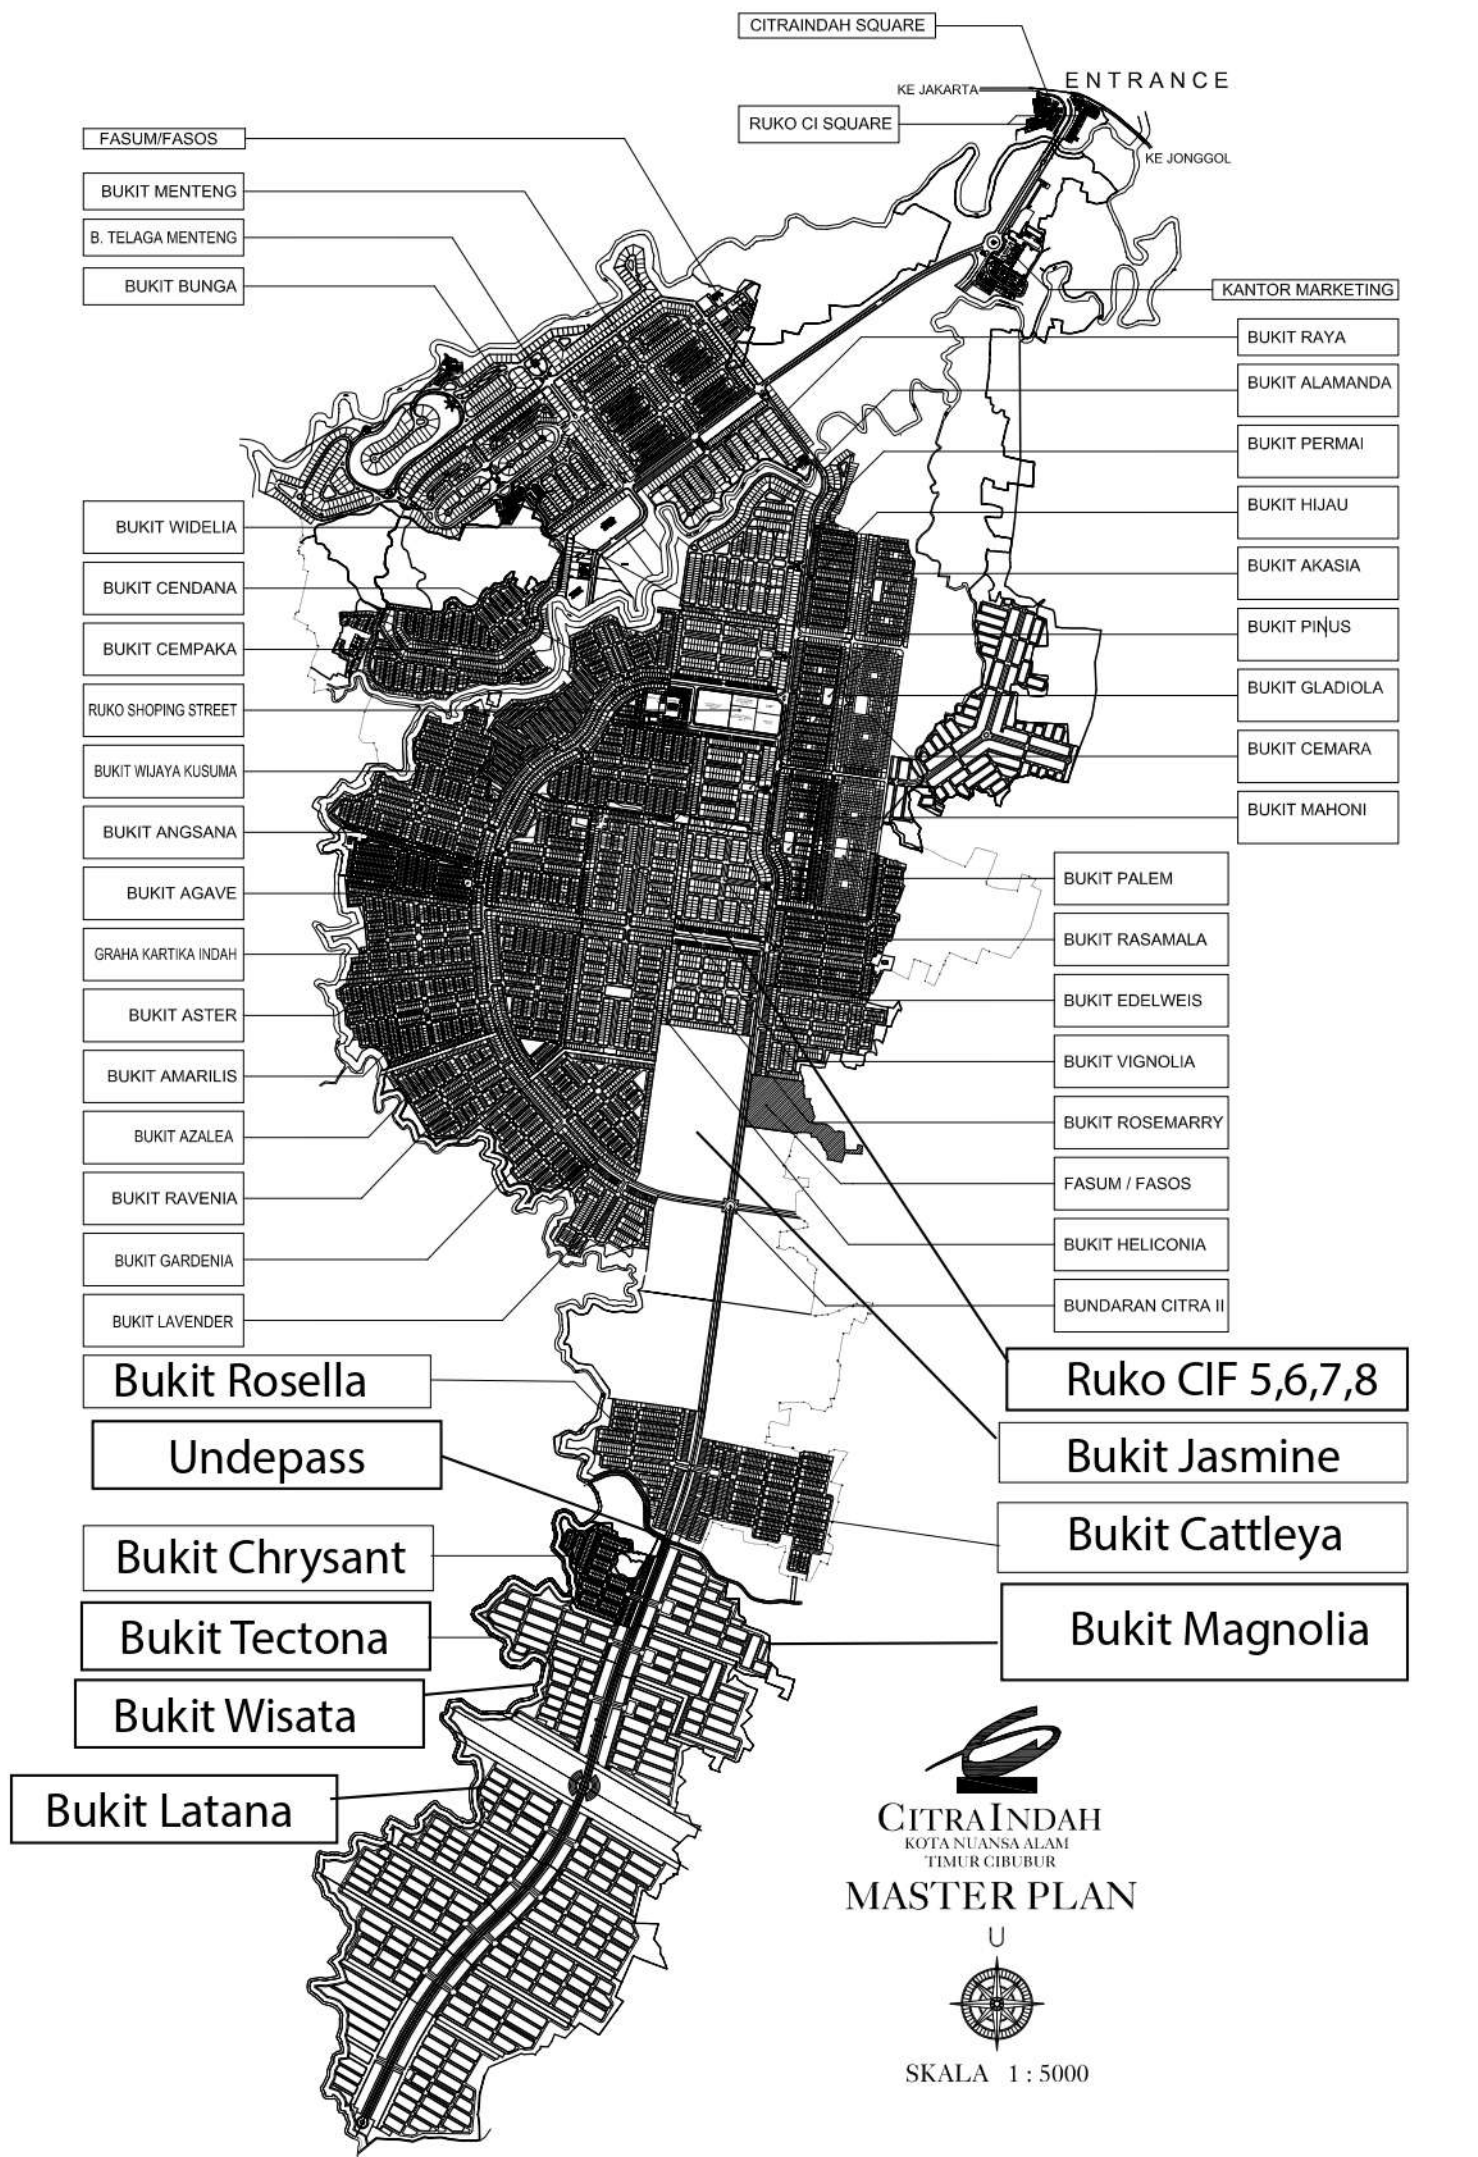 CITRAINDAH SQUARE
ENTRANCE
KE JAKARTA
RUKO CI SQUARE
KE JONGGOL
FASUM/FASOS
BUKIT MENTENG
B. TELAGA MENTENG
BUKIT BUNGA
KANTOR MARKETING
BUKIT RAYA
BUKIT ALAMANDA
BUKIT PERMAI
BUKIT HIJAU
BUKIT AKASIA
BUKIT PINUS
BUKIT GLADIOLA
BUKIT CEMARA
BUKIT MAHONI
BUKIT WIDELIA
BUKIT CENDANA
BUKIT CEMPAKA
RUKO SHOPING STREET
BUKIT WIJAYA KUSUMA
BUKIT ANGSANA
BUKIT AGAVE
GRAHA KARTIKA INDAH
BUKIT ASTER
BUKIT AMARILIS
BUKIT AZALEA
BUKIT RAVENIA
BUKIT GARDENIA
BUKIT LAVENDER
BUKIT PALEM
BUKIT RASAMALA
BUKIT EDELWEIS
BUKIT VIGNOLIA
BUKIT ROSEMARRY
FASUM / FASOS
BUKIT HELICONIA
BUNDARAN CITRA II
Bukit Rosella
Undepass
Bukit Chrysant
Bukit Tectona
Bukit Wisata
Bukit Latana
Ruko CIF 5,6,7,8
Bukit Jasmine
Bukit Cattleya
Bukit Magnolia
CITRAINDAH
KOTA NUANSA ALAM
TIMUR CIBUBUR
MASTER PLAN
U
SKALA 1 : 5000